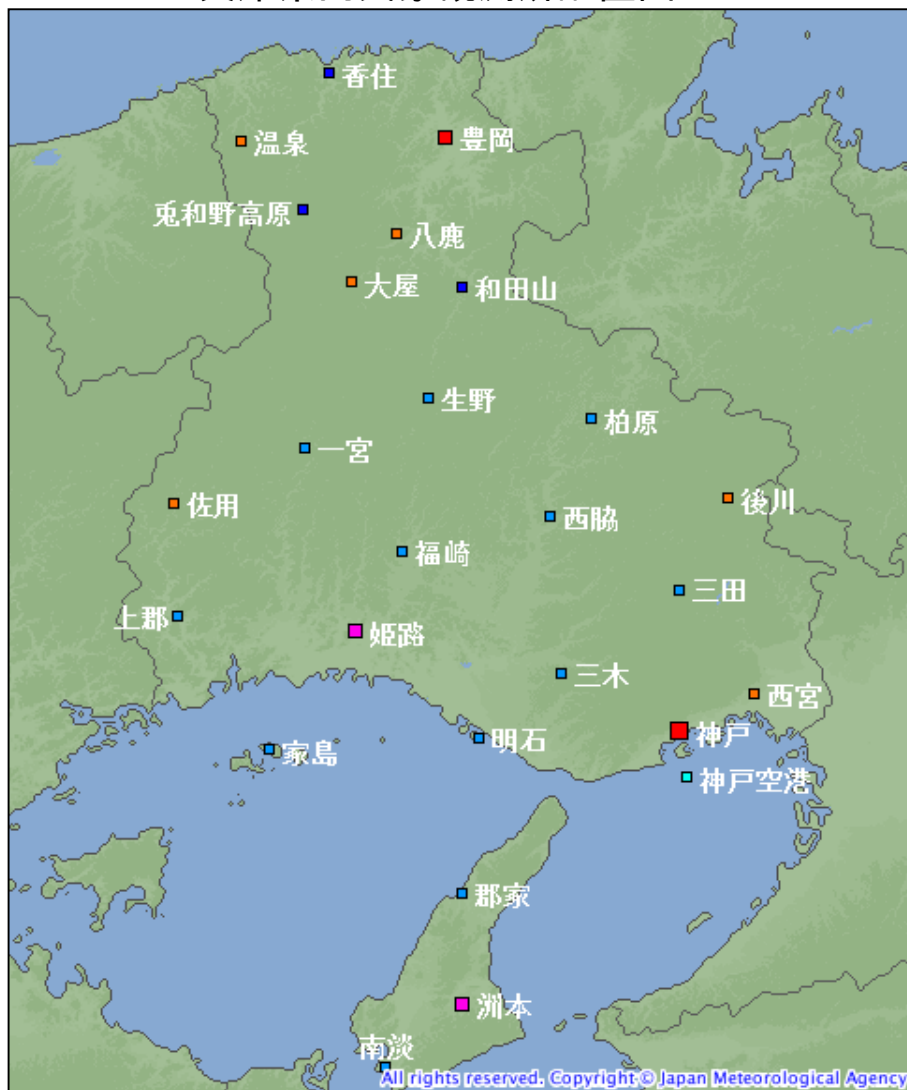 香住
豊岡
温泉
兎和野高原
八鹿
大屋
和田山
生野
柏原
一宮
佐用
後川
西脇
福崎
三田
上郡
姫路
三木
西宮
神戸
明石
家島
神戸空港
郡家
洲本
南淡
All rights reserved. Copyright © Japan Meteorological Agency